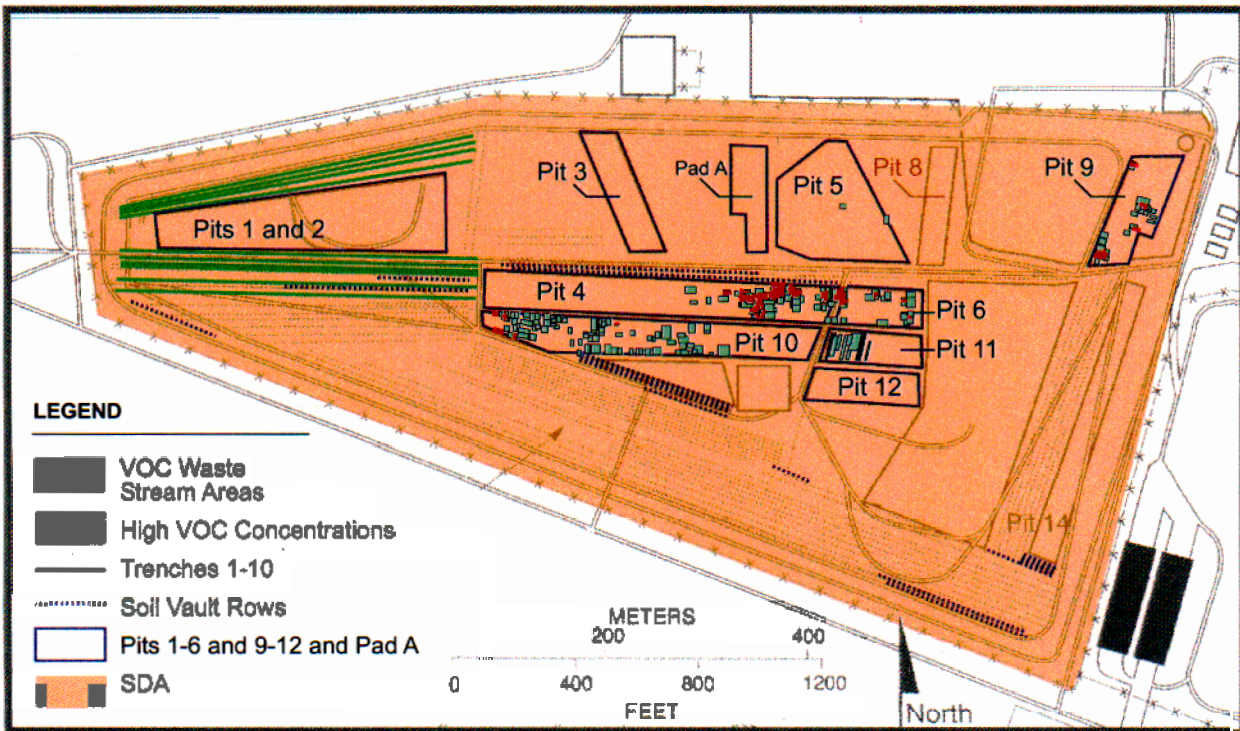 Pit 3
Pad A
Pit 5
Pit 8
Pit 9
Pits 1 and 2
Pit 4
Pit 6
Pit 10
Pit 11
Pit 12
Pit 14
LEGEND
VOC Waste
Stream Areas
High VOC Concentrations
Trenches 1-10
Soil Vault Rows
Pits 1-6 and 9-12 and Pad A
SDA
METERS
200 400
0 400 800 1200
FEET
North